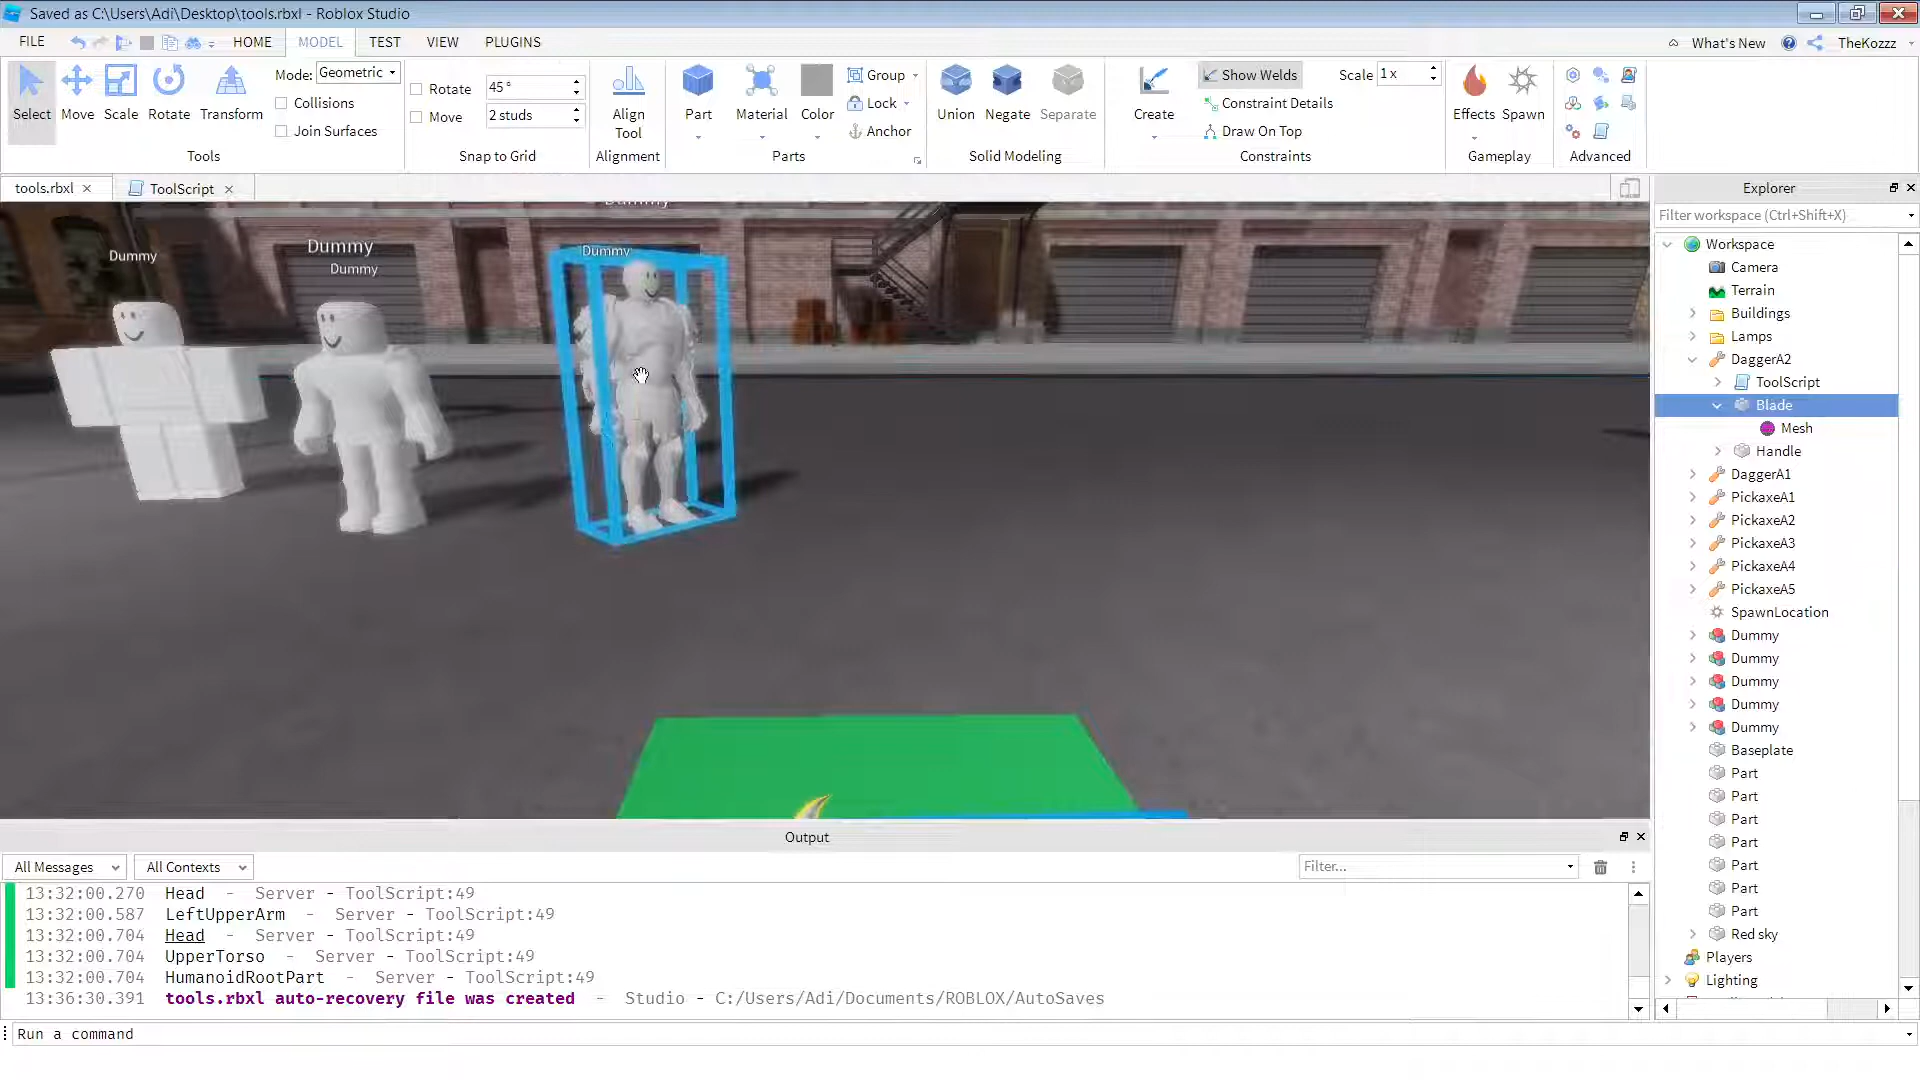 Saved as C:\Users\Adi\Desktop\tools.rbxl - Roblox Studio
FILE HOME MODEL TEST VIEW PLUGINS What's New TheKozzz
Select Move Scale Rotate Transform
Mode: Geometric
Collisions
Join Surfaces
Tools
Rotate 45 °
Move 2 studs
Snap to Grid
Align Tool
Alignment
Part Material Color
Group
Lock
Anchor
Parts
Union Negate Separate
Solid Modeling
Create
Show Welds
Constraint Details
Draw On Top
Scale 1 x
Constraints
Effects Spawn
Gameplay
Advanced
tools.rbxl ToolScript
Dummy
Dummy
Dummy
Dummy
Dummy
Explorer
Filter workspace (Ctrl+Shift+X)
Workspace
Camera
Terrain
Buildings
Lamps
DaggerA2
ToolScript
Blade
Mesh
Handle
DaggerA1
PickaxeA1
PickaxeA2
PickaxeA3
PickaxeA4
PickaxeA5
SpawnLocation
Dummy
Dummy
Dummy
Dummy
Dummy
Baseplate
Part
Part
Part
Part
Part
Part
Part
Red sky
Players
Lighting
Output
All Messages All Contexts Filter...
13:32:00.270 Head - Server - ToolScript:49
13:32:00.587 LeftUpperArm - Server - ToolScript:49
13:32:00.704 Head - Server - ToolScript:49
13:32:00.704 UpperTorso - Server - ToolScript:49
13:32:00.704 HumanoidRootPart - Server - ToolScript:49
13:36:30.391 tools.rbxl auto-recovery file was created - Studio - C:/Users/Adi/Documents/ROBLOX/AutoSaves
Run a command